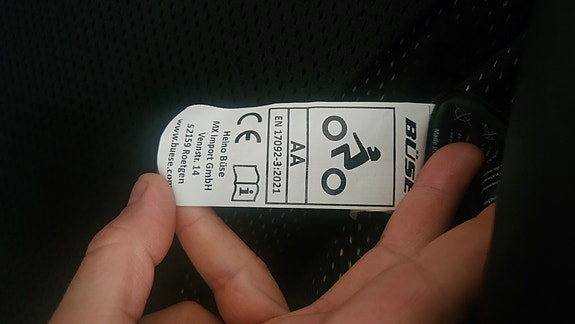 BÜSE
AA
EN 17092-3:2021
CE
i
Heino Büse
MX Import GmbH
Vennstr. 14
52159 Roetgen
www.buese.com